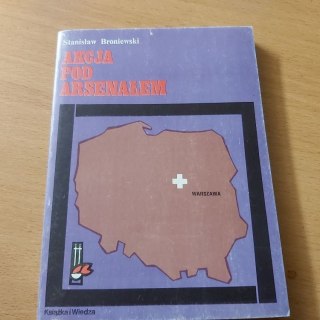 Stanisław Broniewski
AKCJA
POD
ARSENAŁEM
WARSZAWA
Książka i Wiedza